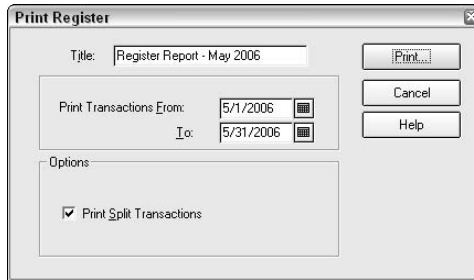 Print Register
Title: Register Report - May 2006
Print...
Cancel
Print Transactions From: 5/1/2006
Help
To: 5/31/2006
Options
Print Split Transactions